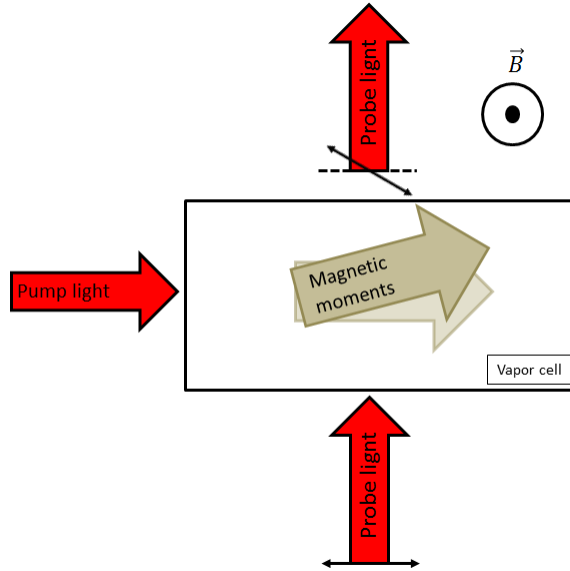 Probe light
B
Pump light
Magnetic
moments
Vapor cell
Probe light